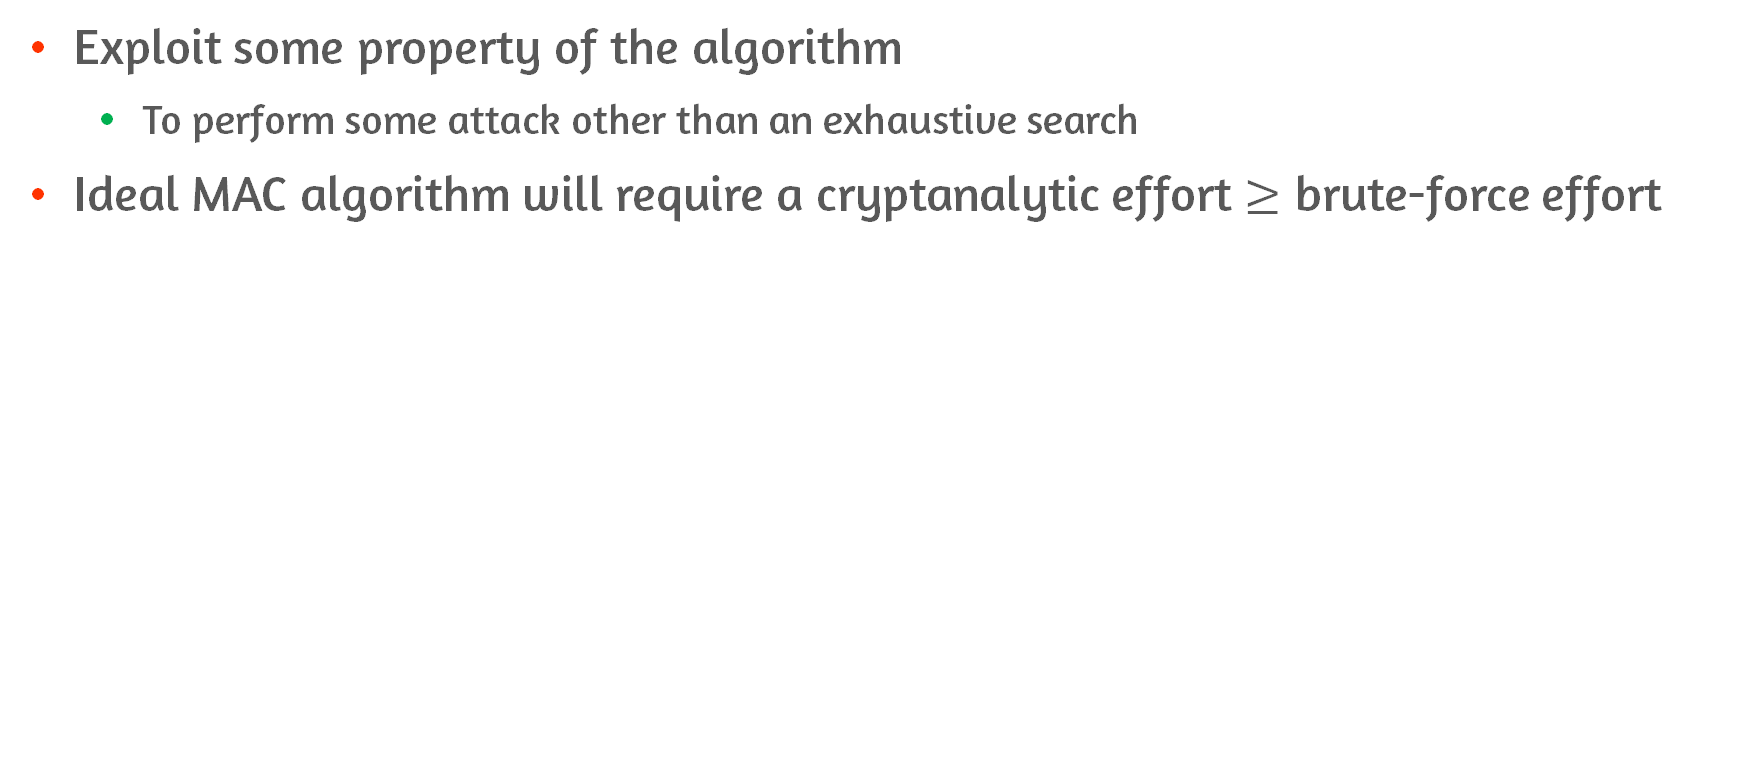 • Exploit some property of the algorithm
• To perform some attack other than an exhaustive search
• Ideal MAC algorithm will require a cryptanalytic effort ≥ brute-force effort